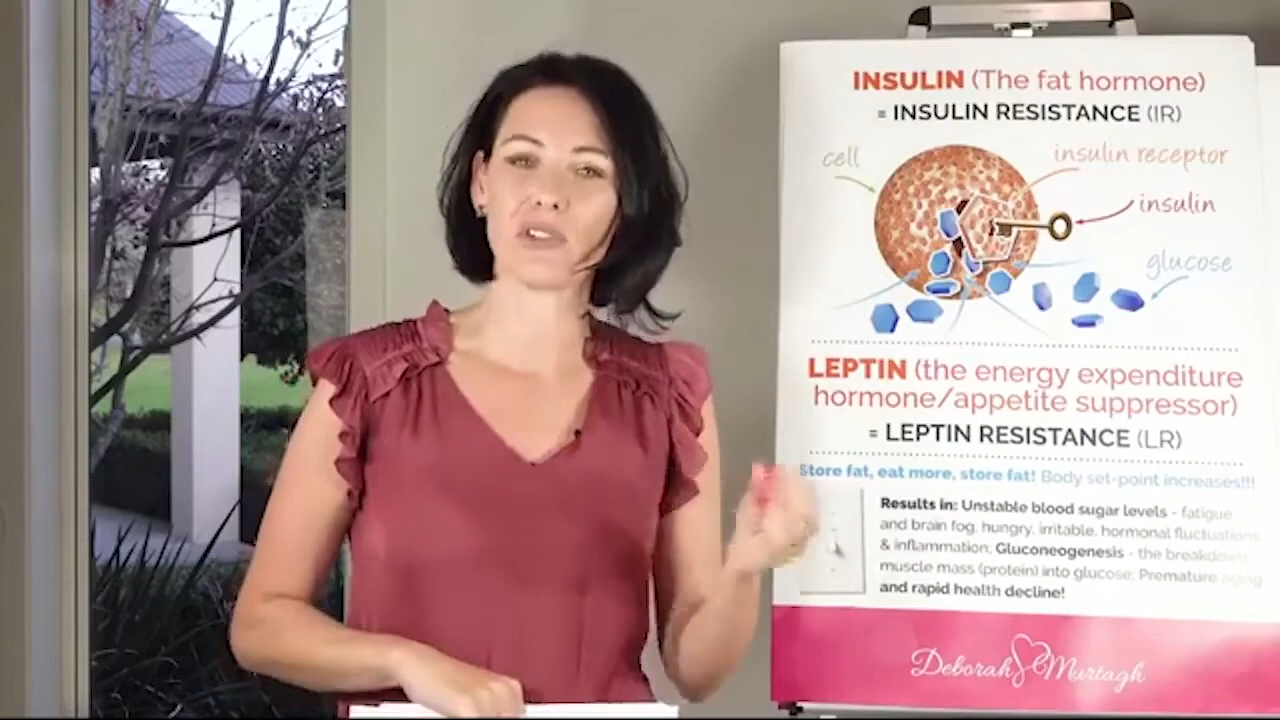 INSULIN (The fat hormone)
= INSULIN RESISTANCE (IR)
cell
insulin receptor
insulin
glucose
LEPTIN (the energy expenditure
hormone/appetite suppressor)
= LEPTIN RESISTANCE (LR)
Store fat, eat more, store fat! Body set-point increases!!!
Results in: Unstable blood sugar levels - fatigue
and brain fog, hungry, irritable, hormonal fluctuations
& inflammation, Gluconeogenesis - the breakdown
muscle mass (protein) into glucose. Premature aging
and rapid health decline!
Deborah Murtagh